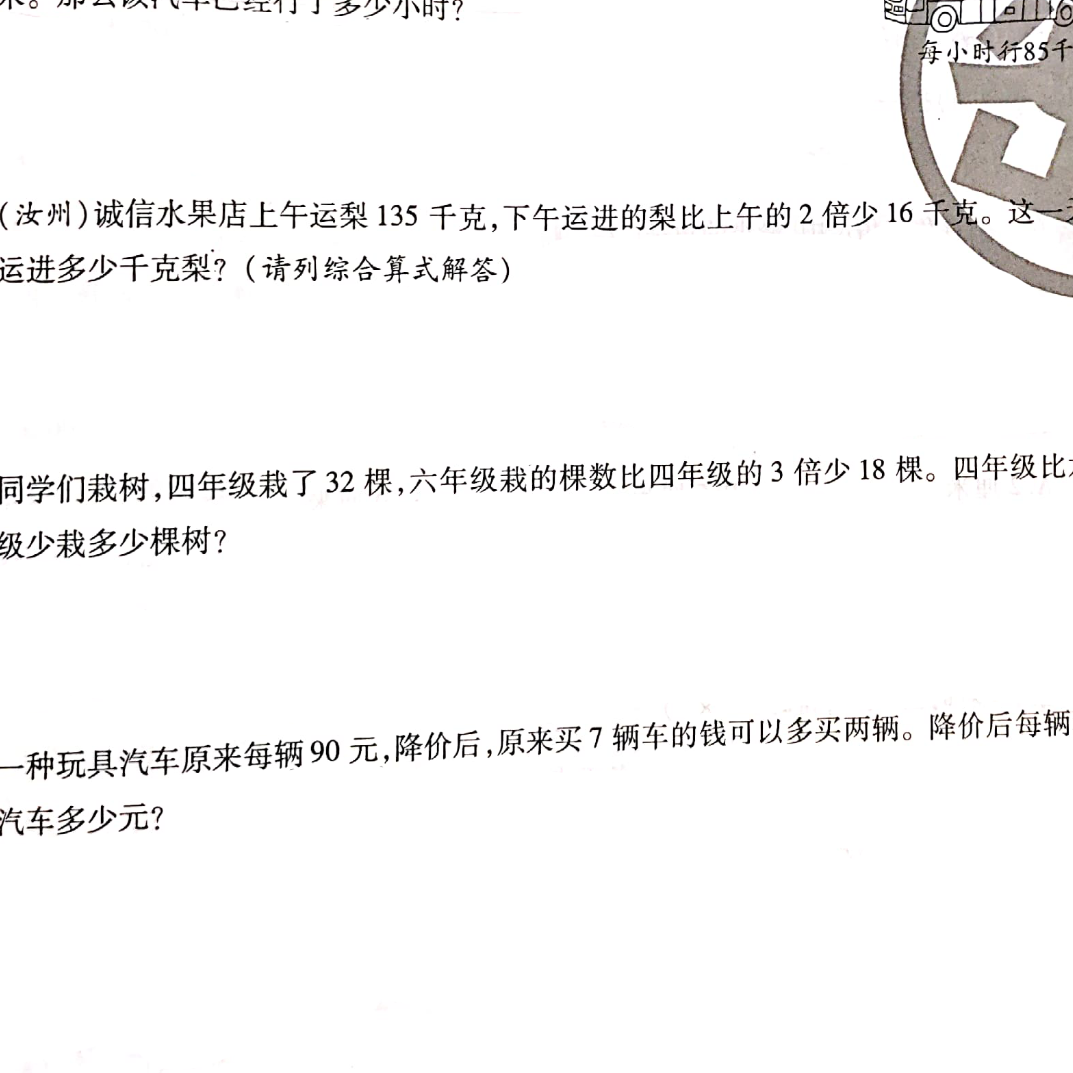 那么该汽车已经行了多少小时?
每小时行85千
(汝州)诚信水果店上午运梨 135 千克,下午运进的梨比上午的 2 倍少 16 千克。这一
运进多少千克梨?(请列综合算式解答)
同学们栽树,四年级栽了 32 棵,六年级栽的棵数比四年级的 3 倍少 18 棵。四年级比
级少栽多少棵树?
一种玩具汽车原来每辆 90 元,降价后,原来买 7 辆车的钱可以多买两辆。降价后每辆
汽车多少元?